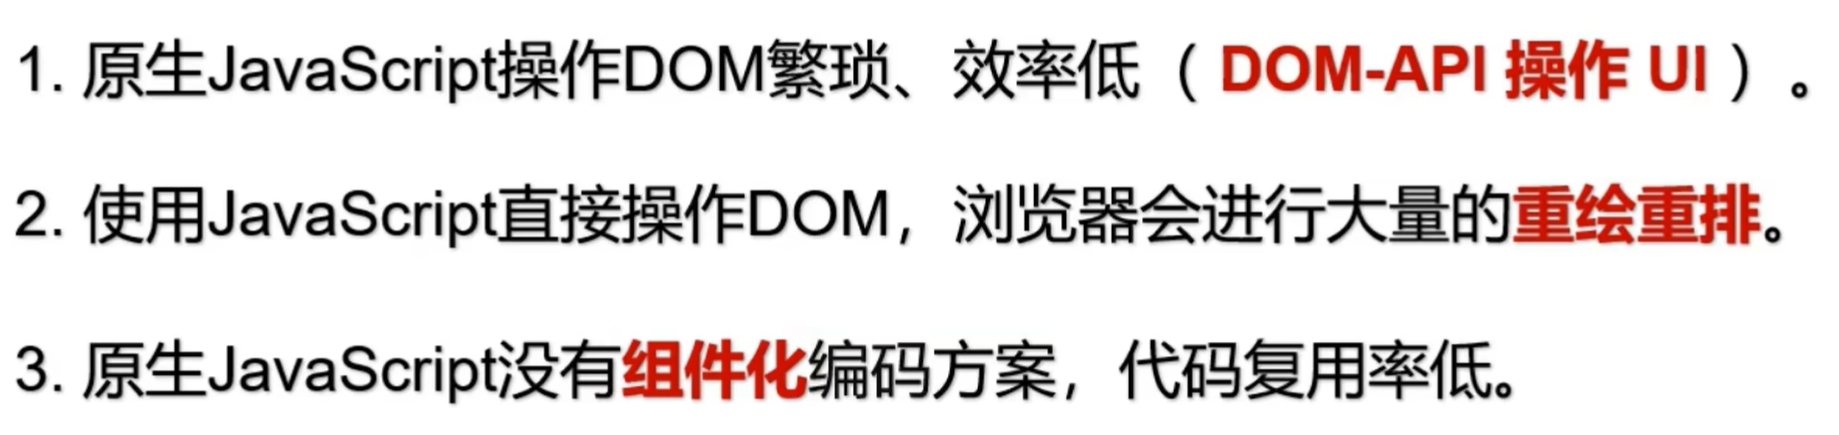 1. 原生JavaScript操作DOM繁琐、效率低（ DOM-API 操作 UI ）。
2. 使用JavaScript直接操作DOM，浏览器会进行大量的重绘重排。
3. 原生JavaScript没有组件化编码方案，代码复用率低。